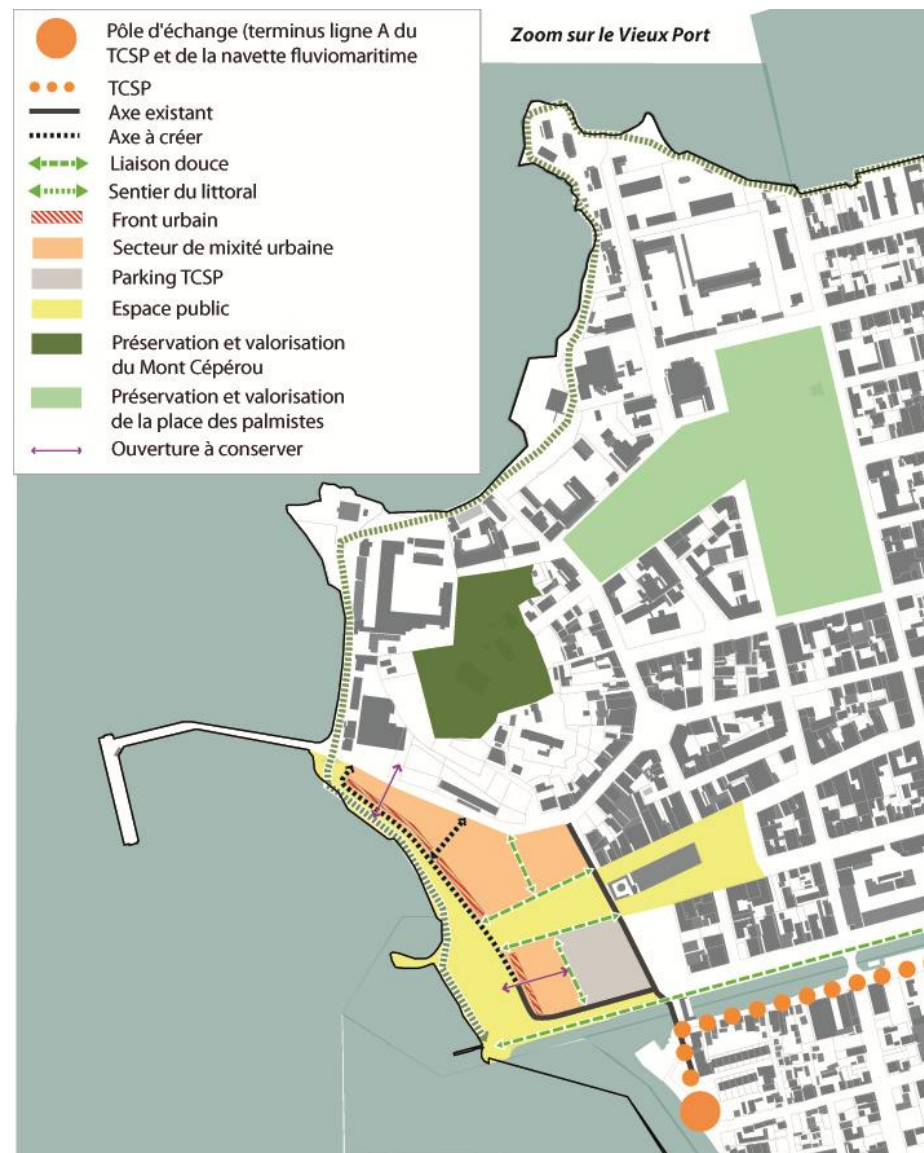 Zoom sur le Vieux Port
Pôle d'échange (terminus ligne A du
TCSP et de la navette fluviomaritime
TCSP
Axe existant
Axe à créer
Liaison douce
Sentier du littoral
Front urbain
Secteur de mixité urbaine
Parking TCSP
Espace public
Préservation et valorisation
du Mont Cépérou
Préservation et valorisation
de la place des palmistes
Ouverture à conserver